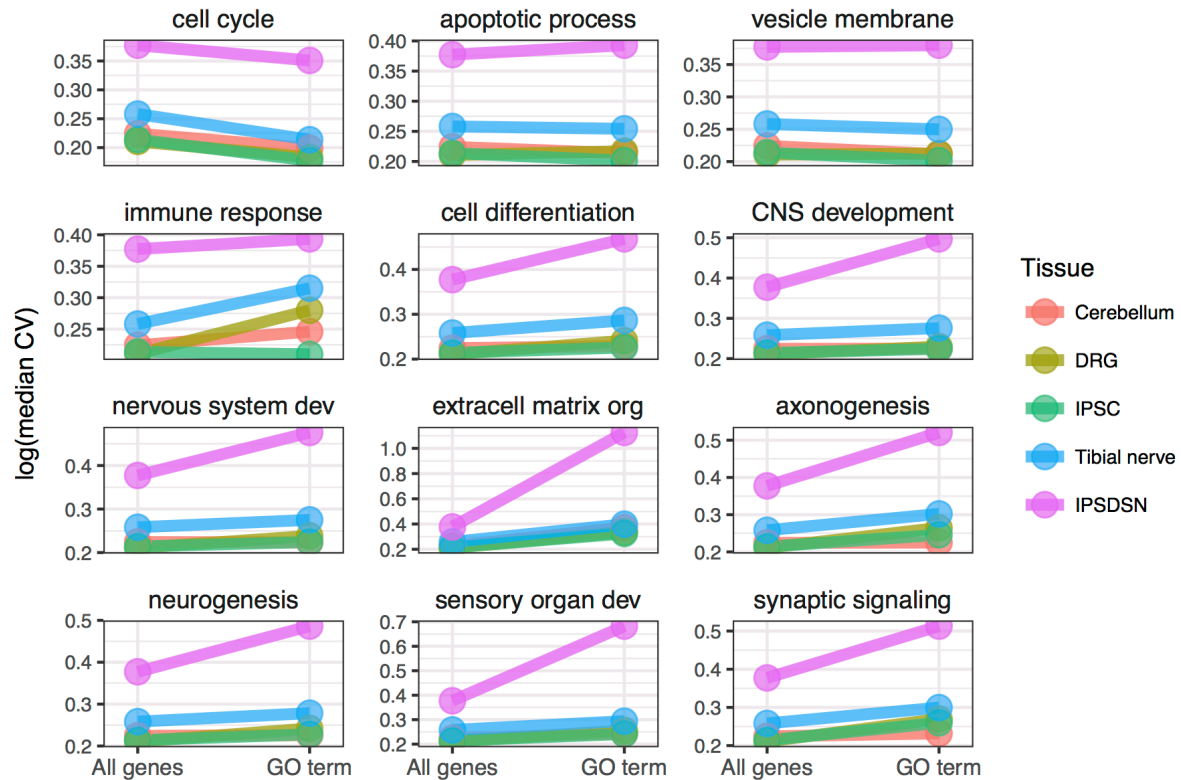 cell cycle
apoptotic process
vesicle membrane
0.35
0.30
0.25
0.20
0.40
0.35
0.30
0.25
0.20
0.35
0.30
0.25
0.20
immune response
cell differentiation
CNS development
0.40
0.35
0.30
0.25
0.4
0.3
0.2
0.5
0.4
0.3
0.2
log(median CV)
nervous system dev
extracell matrix org
axonogenesis
0.4
0.3
0.2
1.0
0.8
0.6
0.4
0.2
0.5
0.4
0.3
0.2
neurogenesis
sensory organ dev
synaptic signaling
0.5
0.4
0.3
0.2
0.7
0.6
0.5
0.4
0.3
0.2
0.5
0.4
0.3
0.2
All genes GO term
All genes GO term
All genes GO term
Tissue
Cerebellum
DRG
IPSC
Tibial nerve
IPSDSN